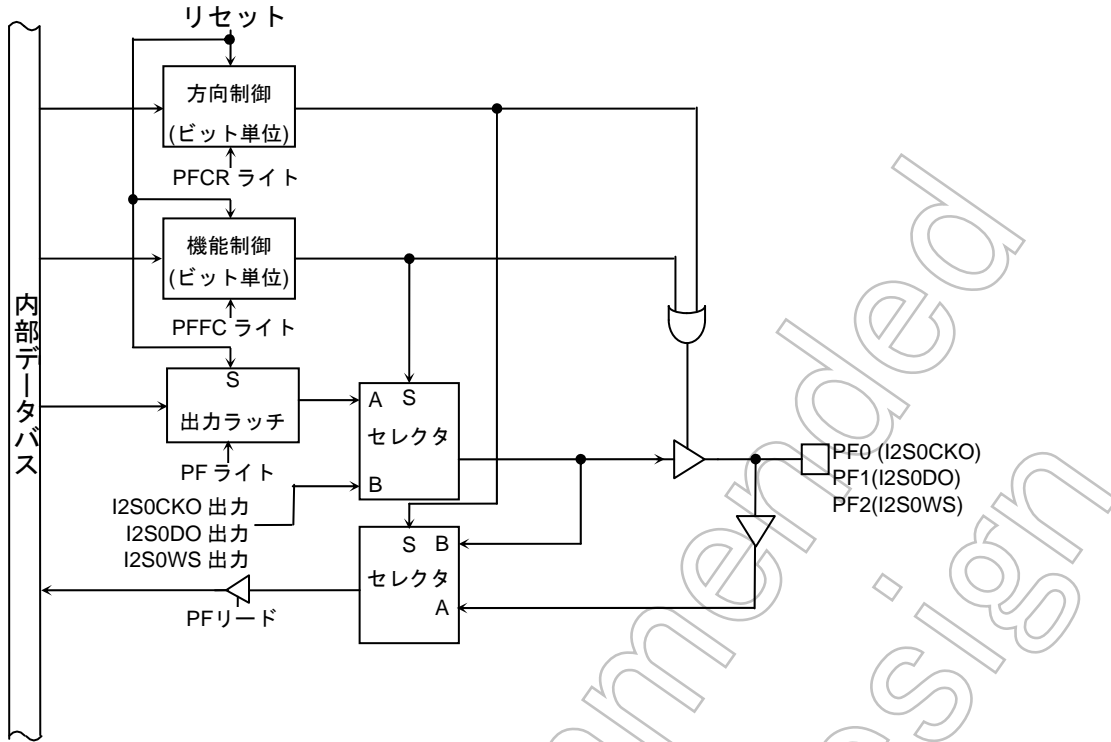 リセット
方向制御
(ビット単位)
PFCR ライト
機能制御
(ビット単位)
PFFC ライト
内部データバス
S
出力ラッチ
PF ライト
A S
セレクタ
B
I2S0CKO 出力
I2S0DO 出力
I2S0WS 出力
S B
セレクタ
A
PFリード
PF0 (I2S0CKO)
PF1(I2S0DO)
PF2(I2S0WS)
mmended
esign